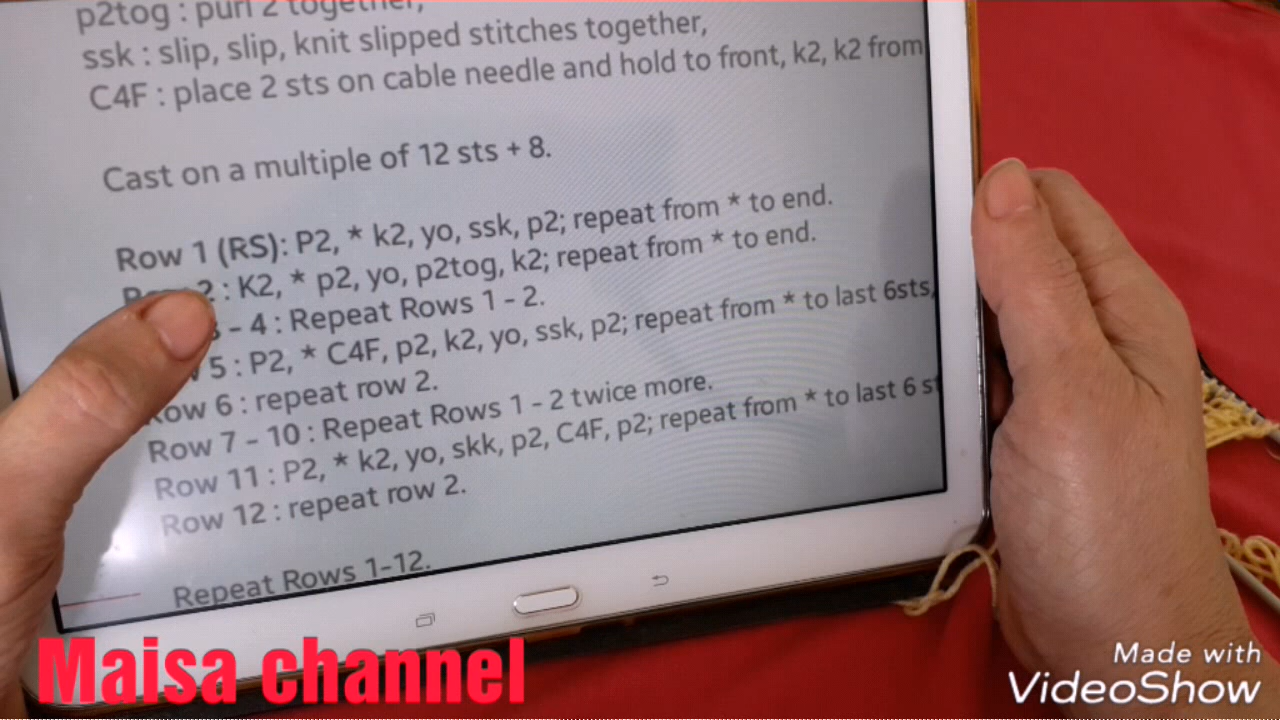 p2tog : purl 2 together,
ssk : slip, slip, knit slipped stitches together,
C4F : place 2 sts on cable needle and hold to front, k2, k2 from
Cast on a multiple of 12 sts + 8.
Row 1 (RS): P2, * k2, yo, ssk, p2; repeat from * to end.
2 : K2, * p2, yo, p2tog, k2; repeat from * to end.
- 4 : Repeat Rows 1 - 2.
5 : P2, * C4F, p2, k2, yo, ssk, p2; repeat from * to last 6sts,
Row 6 : repeat row 2.
Row 7 - 10 : Repeat Rows 1 - 2 twice more.
Row 11 : P2, * k2, yo, skk, p2, C4F, p2; repeat from * to last 6
Row 12 : repeat row 2.
Repeat Rows 1-12.
Maisa channel
Made with
VideoShow